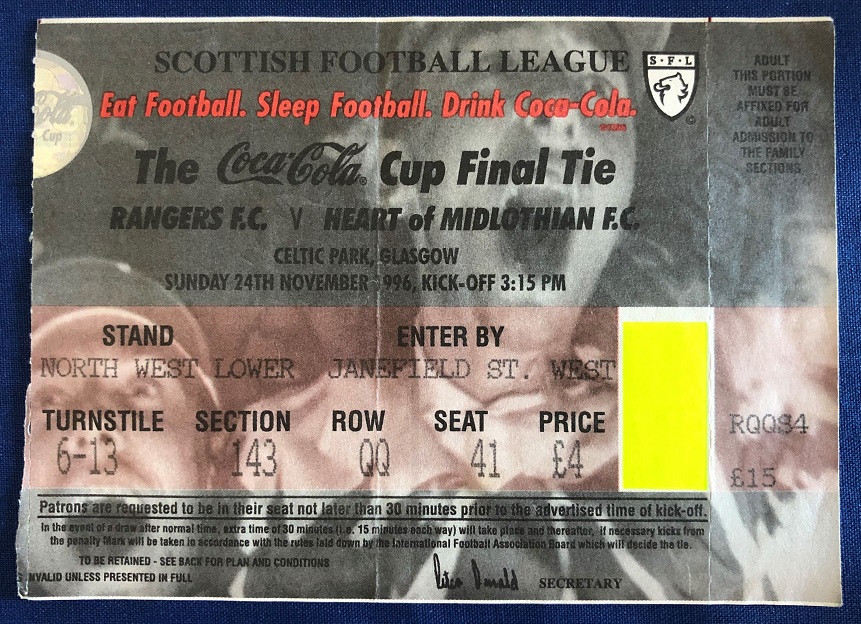 SCOTTISH FOOTBALL LEAGUE
S·F·L
Eat Football. Sleep Football. Drink Coca-Cola.
Cup
The Coca-Cola Cup Final Tie
RANGERS F.C. V HEART of MIDLOTHIAN F.C.
CELTIC PARK, GLASGOW
SUNDAY 24TH NOVEMBER 996, KICK-OFF 3:15 PM
ADULT
THIS PORTION
MUST BE
AFFIXED FOR
ADULT
ADMISSION TO
THE FAMILY
SECTIONS
STAND ENTER BY
NORTH WEST LOWER JANEFIELD ST. WEST
TURNSTILE SECTION ROW SEAT PRICE
6-13 143 QQ 41 £4
£15
Patrons are requested to be in their seat not later than 30 minutes prior to the advertised time of kick-off.
In the event of a draw after normal time, extra time of 30 minutes (i.e. 15 minutes each way) will take place and thereafter, if necessary kicks from
the penalty Mark will be taken in accordance with the rules laid down by the International Football Association Board which will decide the tie.
TO BE RETAINED - SEE BACK FOR PLAN AND CONDITIONS
INVALID UNLESS PRESENTED IN FULL
SECRETARY